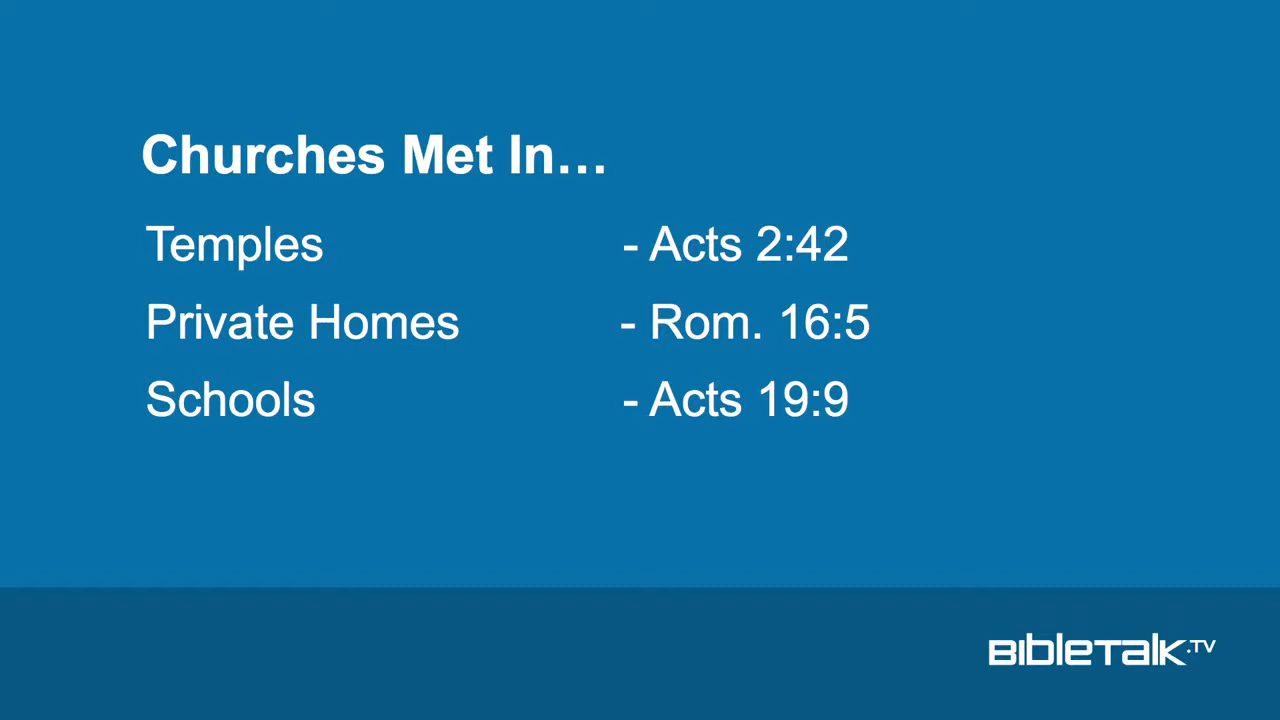 Churches Met In…
Temples - Acts 2:42
Private Homes - Rom. 16:5
Schools - Acts 19:9
BibleTalk.TV